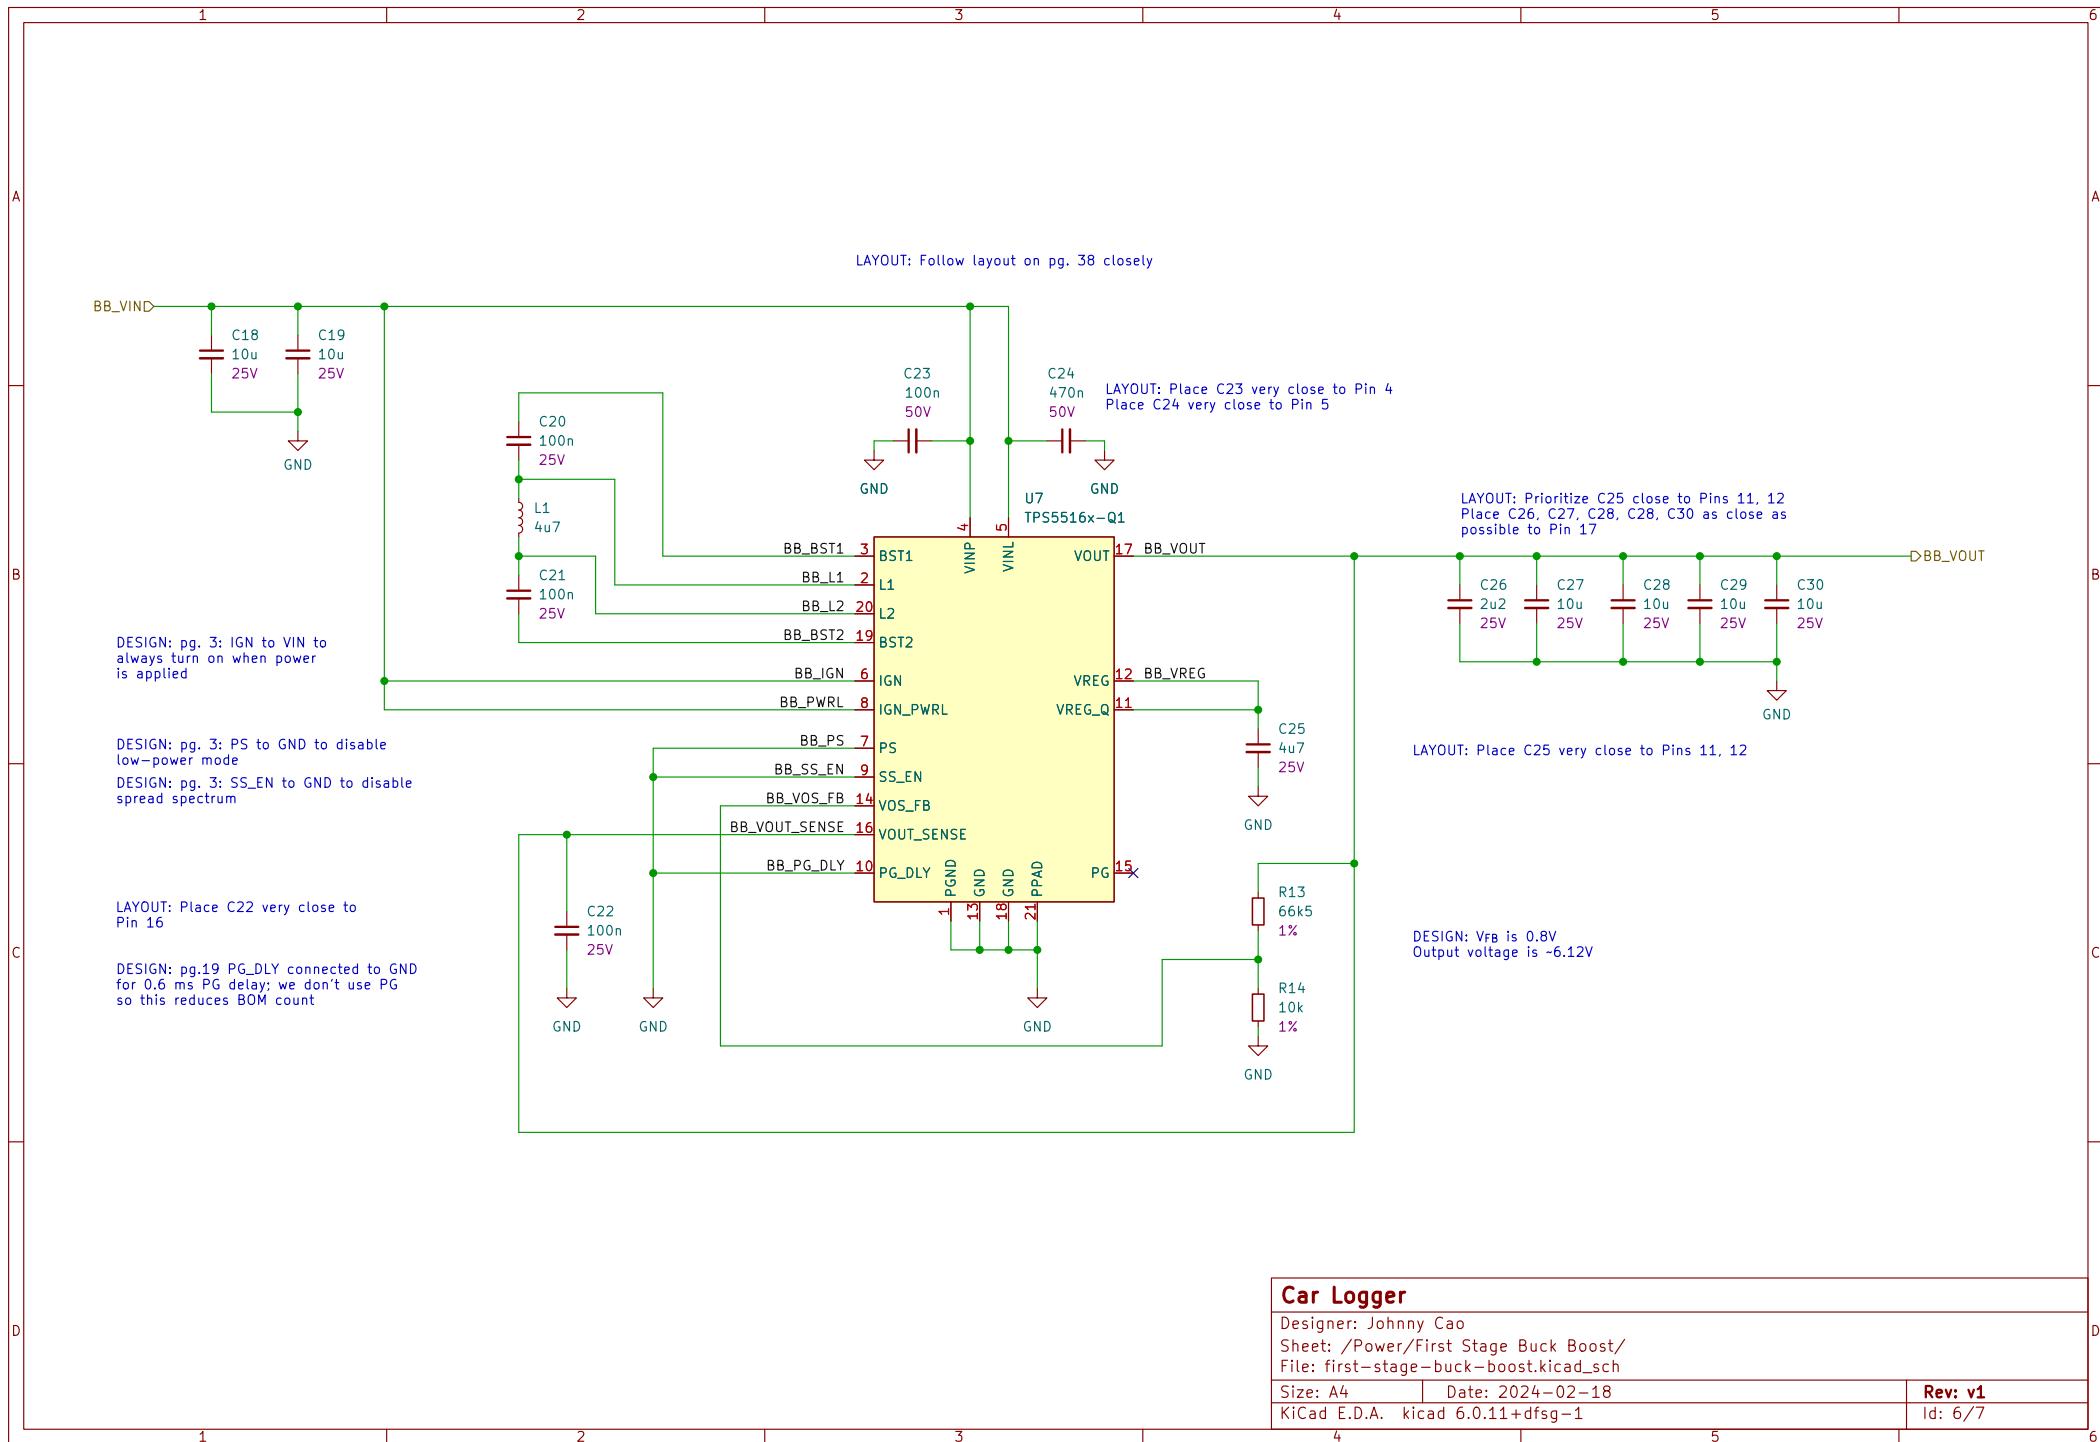 1 2 3 4 5 6
A A
LAYOUT: Follow layout on pg. 38 closely
BB_VIN
C18
10u
25V
C19
10u
25V
GND
C20
100n
25V
L1
4u7
C21
100n
25V
C23
100n
50V
GND
C24
470n
50V
GND
LAYOUT: Place C23 very close to Pin 4
Place C24 very close to Pin 5
U7
TPS5516x-Q1
4 VINP
5 VINL
LAYOUT: Prioritize C25 close to Pins 11, 12
Place C26, C27, C28, C28, C30 as close as
possible to Pin 17
B B
BB_BST1 3 BST1
BB_L1 2 L1
BB_L2 20 L2
BB_BST2 19 BST2
BB_IGN 6 IGN
BB_PWRL 8 IGN_PWRL
BB_PS 7 PS
BB_SS_EN 9 SS_EN
BB_VOS_FB 14 VOS_FB
BB_VOUT_SENSE 16 VOUT_SENSE
BB_PG_DLY 10 PG_DLY
VOUT 17 BB_VOUT
VREG 12 BB_VREG
VREG_Q 11
PG 15
PGND 1
GND 13
GND 18
PPAD 21
BB_VOUT
C26
2u2
25V
C27
10u
25V
C28
10u
25V
C29
10u
25V
C30
10u
25V
GND
DESIGN: pg. 3: IGN to VIN to
always turn on when power
is applied
DESIGN: pg. 3: PS to GND to disable
low-power mode
DESIGN: pg. 3: SS_EN to GND to disable
spread spectrum
C25
4u7
25V
GND
LAYOUT: Place C25 very close to Pins 11, 12
LAYOUT: Place C22 very close to
Pin 16
C22
100n
25V
GND
GND
GND
R13
66k5
1%
R14
10k
1%
GND
DESIGN: VFB is 0.8V
Output voltage is ~6.12V
C C
DESIGN: pg.19 PG_DLY connected to GND
for 0.6 ms PG delay; we don't use PG
so this reduces BOM count
D D
Car Logger
Designer: Johnny Cao
Sheet: /Power/First Stage Buck Boost/
File: first-stage-buck-boost.kicad_sch
Size: A4 Date: 2024-02-18 Rev: v1
KiCad E.D.A. kicad 6.0.11+dfsg-1 Id: 6/7
1 2 3 4 5 6